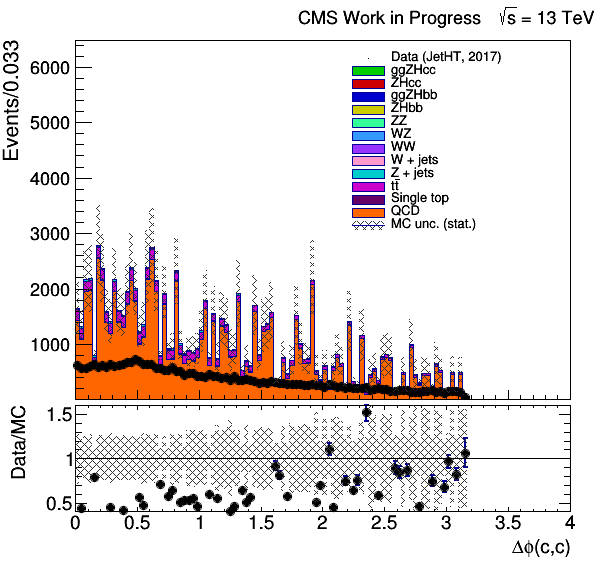 CMS Work in Progress √s = 13 TeV
Events/0.033
6000
5000
4000
3000
2000
1000
Data (JetHT, 2017)
ggZHcc
ZHcc
ggZHbb
ZHbb
ZZ
WZ
WW
W + jets
Z + jets
tt̄
Single top
QCD
MC unc. (stat.)
Data/MC
1.5
1
0.5
0 0.5 1 1.5 2 2.5 3 3.5 4
Δϕ(c,c)